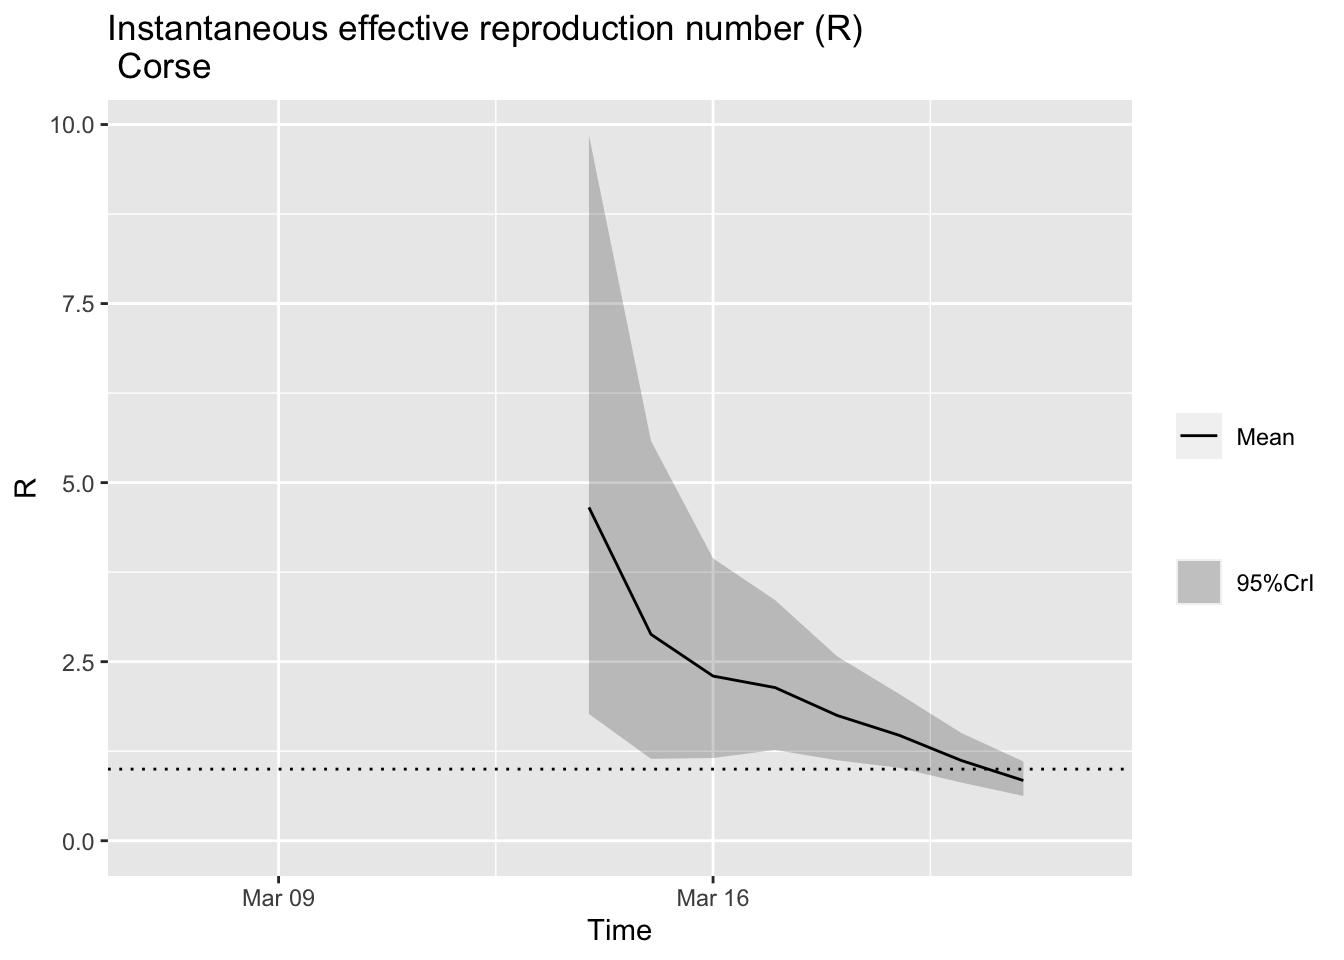 Instantaneous effective reproduction number (R)
Corse
10.0
7.5
5.0
2.5
0.0
R
Mar 09
Mar 16
Time
Mean
95%CrI